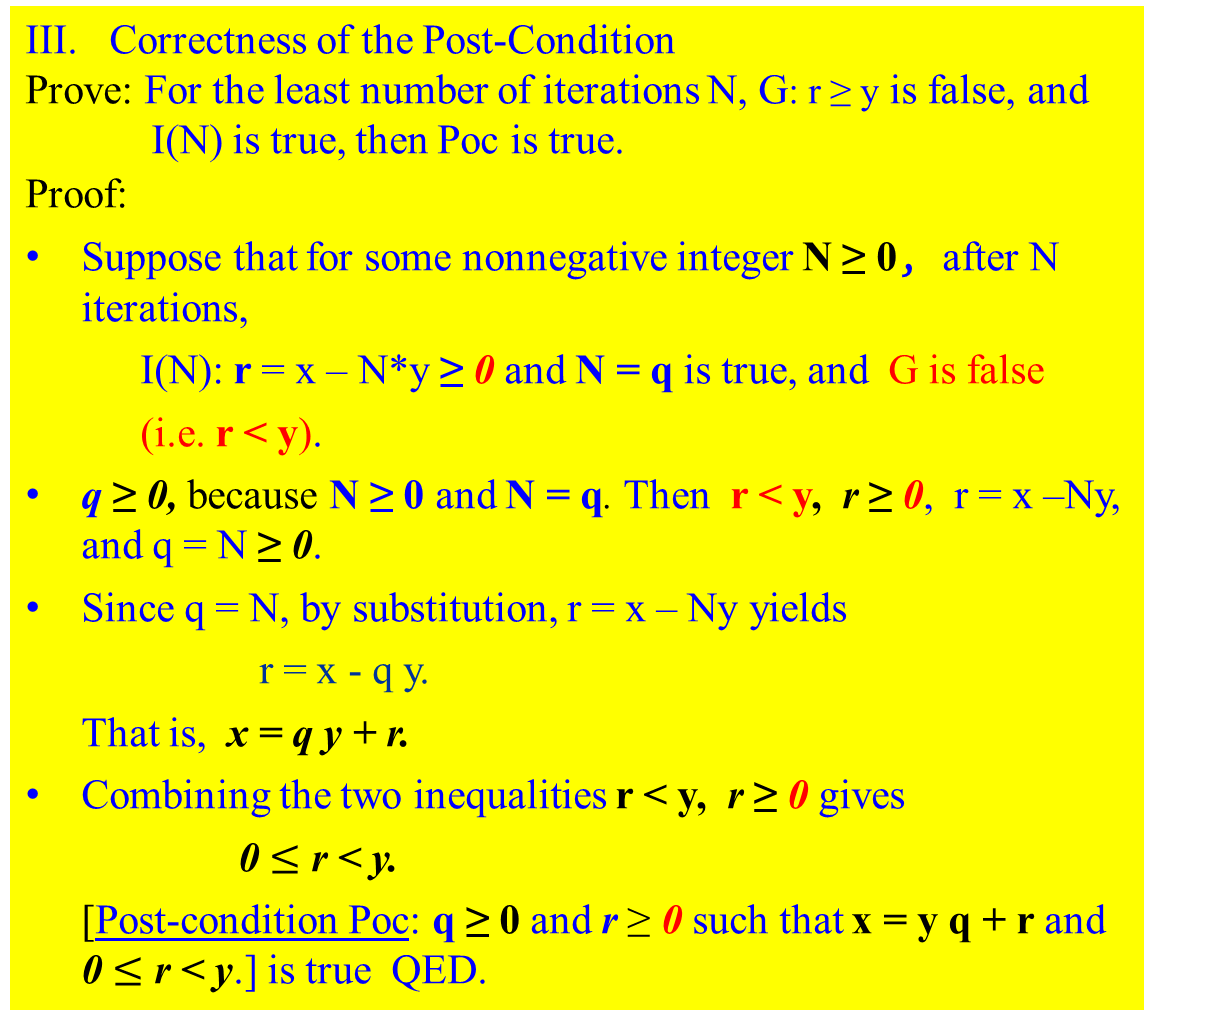 III. Correctness of the Post-Condition
Prove: For the least number of iterations N, G: r ≥ y is false, and
I(N) is true, then Poc is true.
Proof:
• Suppose that for some nonnegative integer N ≥ 0, after N
iterations,
I(N): r = x – N*y ≥ 0 and N = q is true, and G is false
(i.e. r < y).
• q ≥ 0, because N ≥ 0 and N = q. Then r < y, r ≥ 0, r = x –Ny,
and q = N ≥ 0.
• Since q = N, by substitution, r = x – Ny yields
r = x - q y.
That is, x = q y + r.
• Combining the two inequalities r < y, r ≥ 0 gives
0 ≤ r < y.
[Post-condition Poc: q ≥ 0 and r ≥ 0 such that x = y q + r and
0 ≤ r < y.] is true QED.